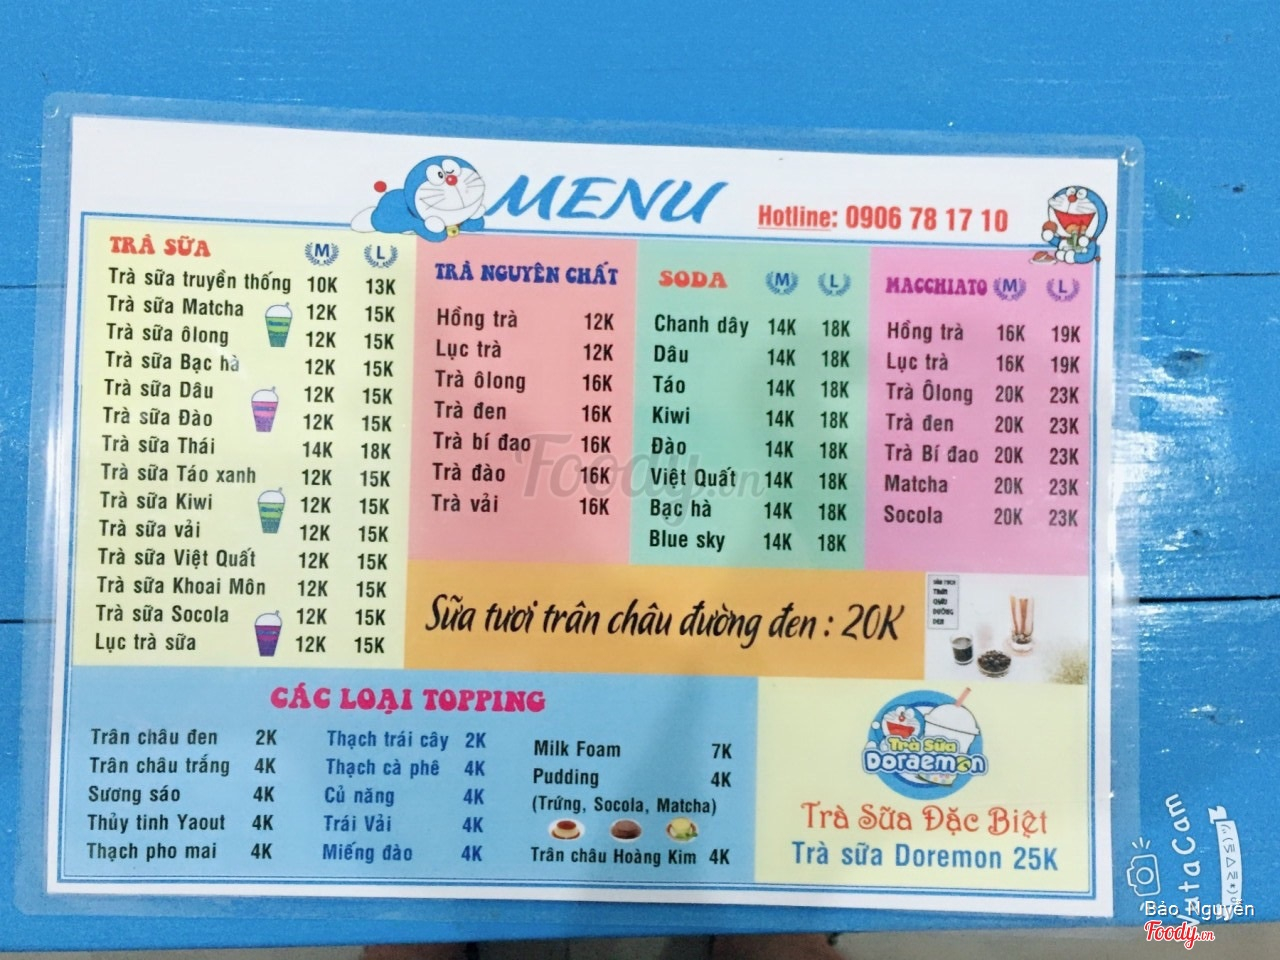 MENU
Hotline: 0906 78 17 10
TRÀ SỮA M L
Trà sữa truyền thống 10K 13K
Trà sữa Matcha 12K 15K
Trà sữa ôlong 12K 15K
Trà sữa Bạc hà 12K 15K
Trà sữa Dâu 12K 15K
Trà sữa Đào 12K 15K
Trà sữa Thái 14K 18K
Trà sữa Táo xanh 12K 15K
Trà sữa Kiwi 12K 15K
Trà sữa vải 12K 15K
Trà sữa Việt Quất 12K 15K
Trà sữa Khoai Môn 12K 15K
Trà sữa Socola 12K 15K
Lục trà sữa 12K 15K
TRÀ NGUYÊN CHẤT
Hồng trà 12K
Lục trà 12K
Trà ôlong 16K
Trà đen 16K
Trà bí đao 16K
Trà đào 16K
Trà vải 16K
SODA M L
Chanh dây 14K 18K
Dâu 14K 18K
Táo 14K 18K
Kiwi 14K 18K
Đào 14K 18K
Việt Quất 14K 18K
Bạc hà 14K 18K
Blue sky 14K 18K
MACCHIATO M L
Hồng trà 16K 19K
Lục trà 16K 19K
Trà Ôlong 20K 23K
Trà đen 20K 23K
Trà Bí đao 20K 23K
Matcha 20K 23K
Socola 20K 23K
Sữa tươi trân châu đường đen : 20K
CÁC LOẠI TOPPING
Trân châu đen 2K
Trân châu trắng 4K
Sương sáo 4K
Thủy tinh Yaout 4K
Thạch pho mai 4K
Thạch trái cây 2K
Thạch cà phê 4K
Củ năng 4K
Trái Vải 4K
Miếng đào 4K
Milk Foam 7K
Pudding 4K
(Trứng, Socola, Matcha)
Trân châu Hoàng Kim 4K
Trà Sữa
Doraemon
Trà Sữa Đặc Biệt
Trà sữa Doremon 25K
Foody.vn
VataCam
Bảo Nguyễn
Foody.vn